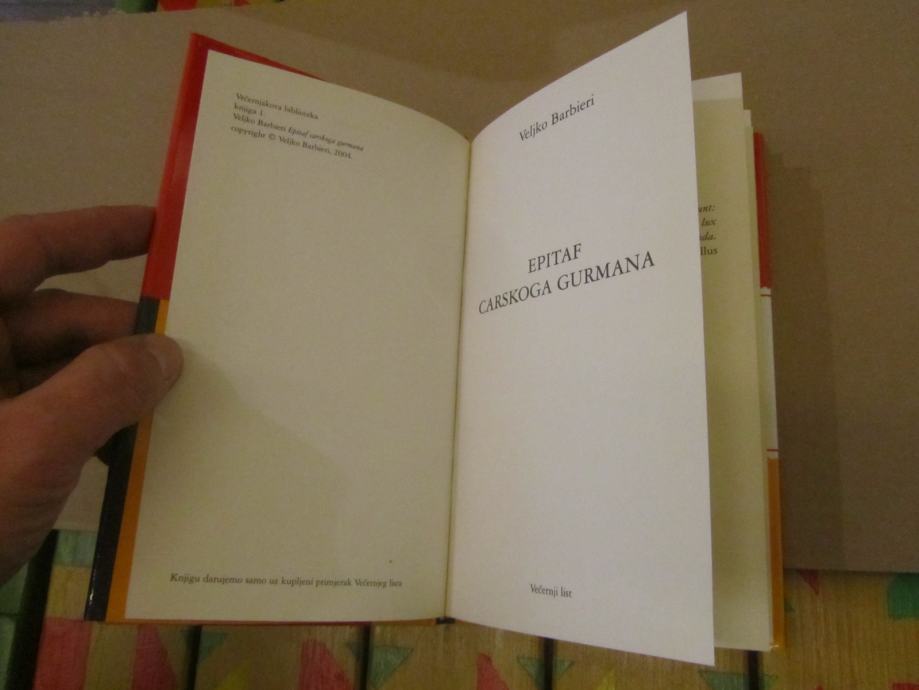 Večernjakova biblioteka
knjiga 1.
Veljko Barbieri Epitaf carskoga gurmana
copyright © Veljko Barbieri, 2004.
Knjigu darujemo samo uz kupljeni primjerak Večernjeg lista
Veljko Barbieri
EPITAF
CARSKOGA GURMANA
Večernji list
lux